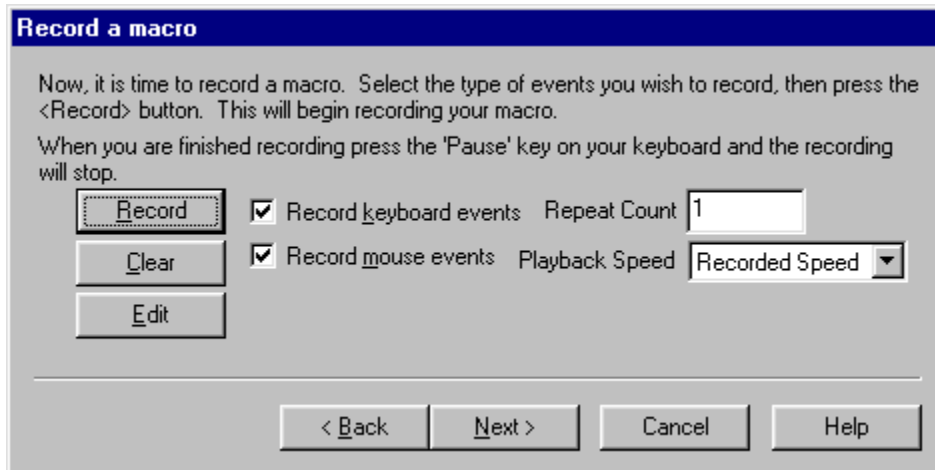 Record a macro
Now, it is time to record a macro.  Select the type of events you wish to record, then press the
<Record> button.  This will begin recording your macro.
When you are finished recording press the 'Pause' key on your keyboard and the recording
will stop.
Record
Record keyboard events
Repeat Count 1
Clear
Record mouse events
Playback Speed Recorded Speed
Edit
< Back
Next >
Cancel
Help